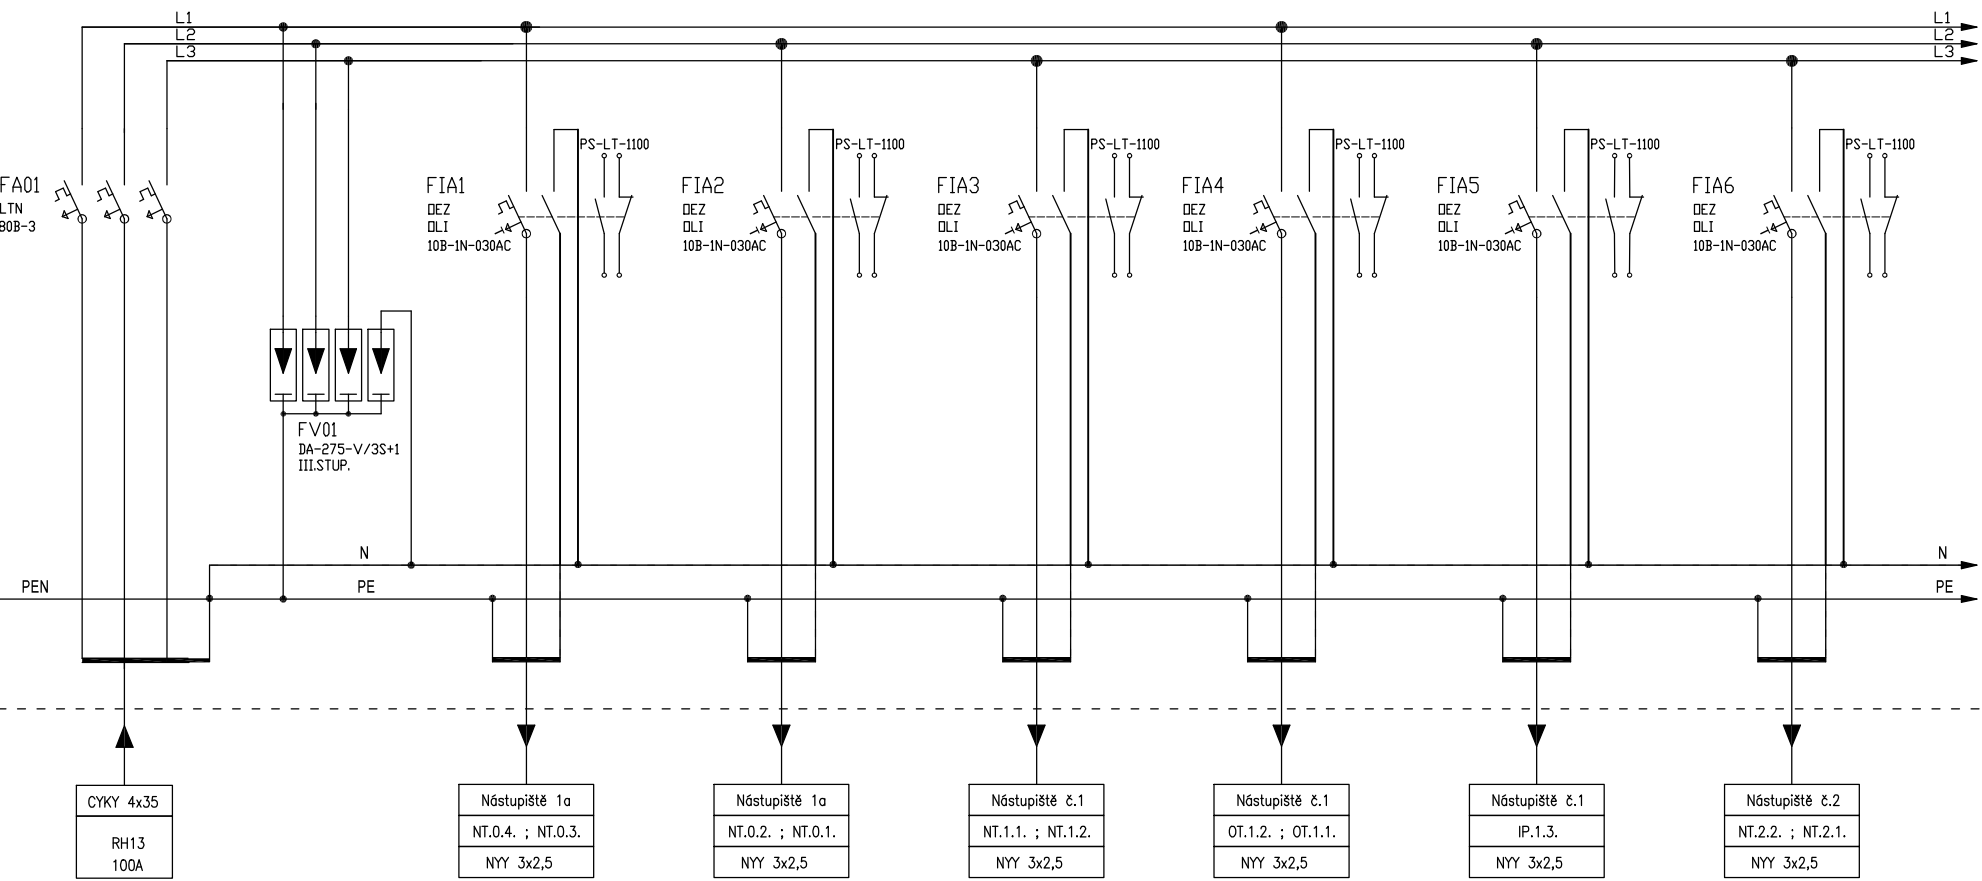 L1
L2
L3
L1
L2
L3
FA01
LTN
80B-3
FIA1
OEZ
OLI
10B-1N-030AC
PS-LT-1100
FIA2
OEZ
OLI
10B-1N-030AC
PS-LT-1100
FIA3
OEZ
OLI
10B-1N-030AC
PS-LT-1100
FIA4
OEZ
OLI
10B-1N-030AC
PS-LT-1100
FIA5
OEZ
OLI
10B-1N-030AC
PS-LT-1100
FIA6
OEZ
OLI
10B-1N-030AC
PS-LT-1100
FV01
DA-275-V/3S+1
III.STUP.
N
N
PEN
PE
PE
CYKY 4x35
RH13
100A
Nástupiště 1a
NT.0.4. ; NT.0.3.
NYY 3x2,5
Nástupiště 1a
NT.0.2. ; NT.0.1.
NYY 3x2,5
Nástupiště č.1
NT.1.1. ; NT.1.2.
NYY 3x2,5
Nástupiště č.1
OT.1.2. ; OT.1.1.
NYY 3x2,5
Nástupiště č.1
IP.1.3.
NYY 3x2,5
Nástupiště č.2
NT.2.2. ; NT.2.1.
NYY 3x2,5